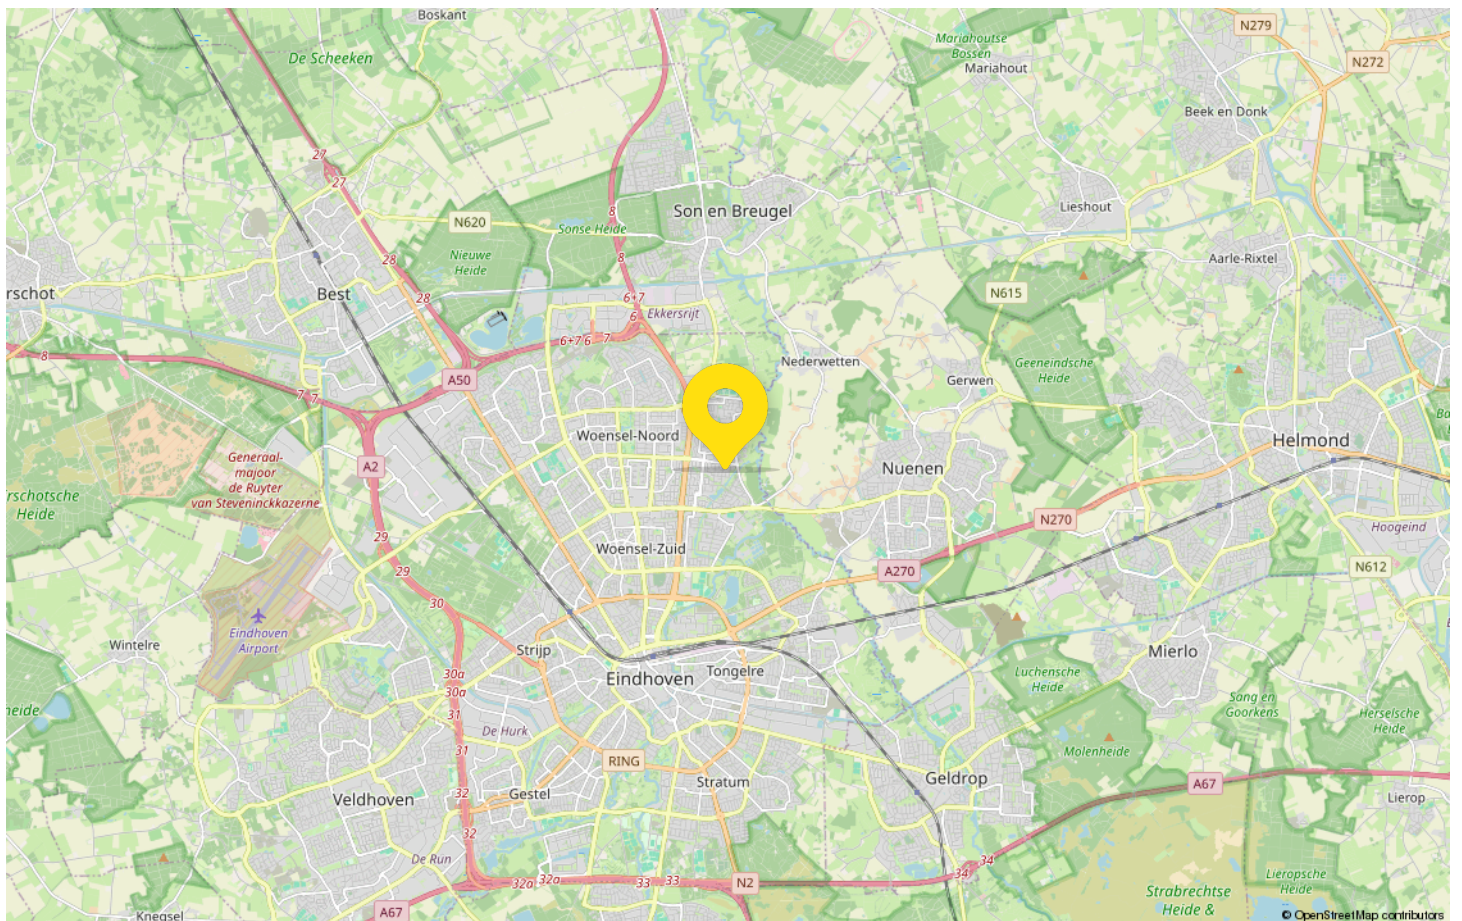 Boskant
N279
De Scheeken
Mariahoutse
Bossen
N272
Mariahout
Beek en Donk
27
27
8
N620
Son en Breugel
Lieshout
Sonse Heide
Nieuwe
Heide
28
8
Aarle-Rixtel
rschot
Best
28
6+7
N615
6
Ekkersrijt
6+7
6
7
8
Nederwetten
Geeneindsche
Heide
A50
Gerwen
7
7
Woensel-Noord
Helmond
Generaal-
majoor
de Ruyter
van Steveninckkazerne
A2
Nuenen
rschotsche
Heide
N270
Hoogeind
29
Woensel-Zuid
29
A270
N612
30
Eindhoven
Airport
Wintelre
Strijp
Mierlo
30a
Tongelre
Eindhoven
Luchensche
Heide
30a
Sang en
Goorkens
heide
31
Herselsche
Heide
De Hurk
31
Molenheide
RING
Geldrop
Stratum
A67
32
Gestel
Veldhoven
Lierop
32
De Run
34
34
Lieropsche
Heide
32a
32a
33
33
N2
Strabrechtse
Heide &
A67
Knegsel
© OpenStreetMap contributors